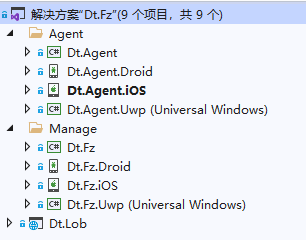 解决方案"Dt.Fz"(9 个项目，共 9 个)
Agent
C# Dt.Agent
Dt.Agent.Droid
Dt.Agent.iOS
C# Dt.Agent.Uwp (Universal Windows)
Manage
C# Dt.Fz
Dt.Fz.Droid
Dt.Fz.iOS
C# Dt.Fz.Uwp (Universal Windows)
Dt.Lob